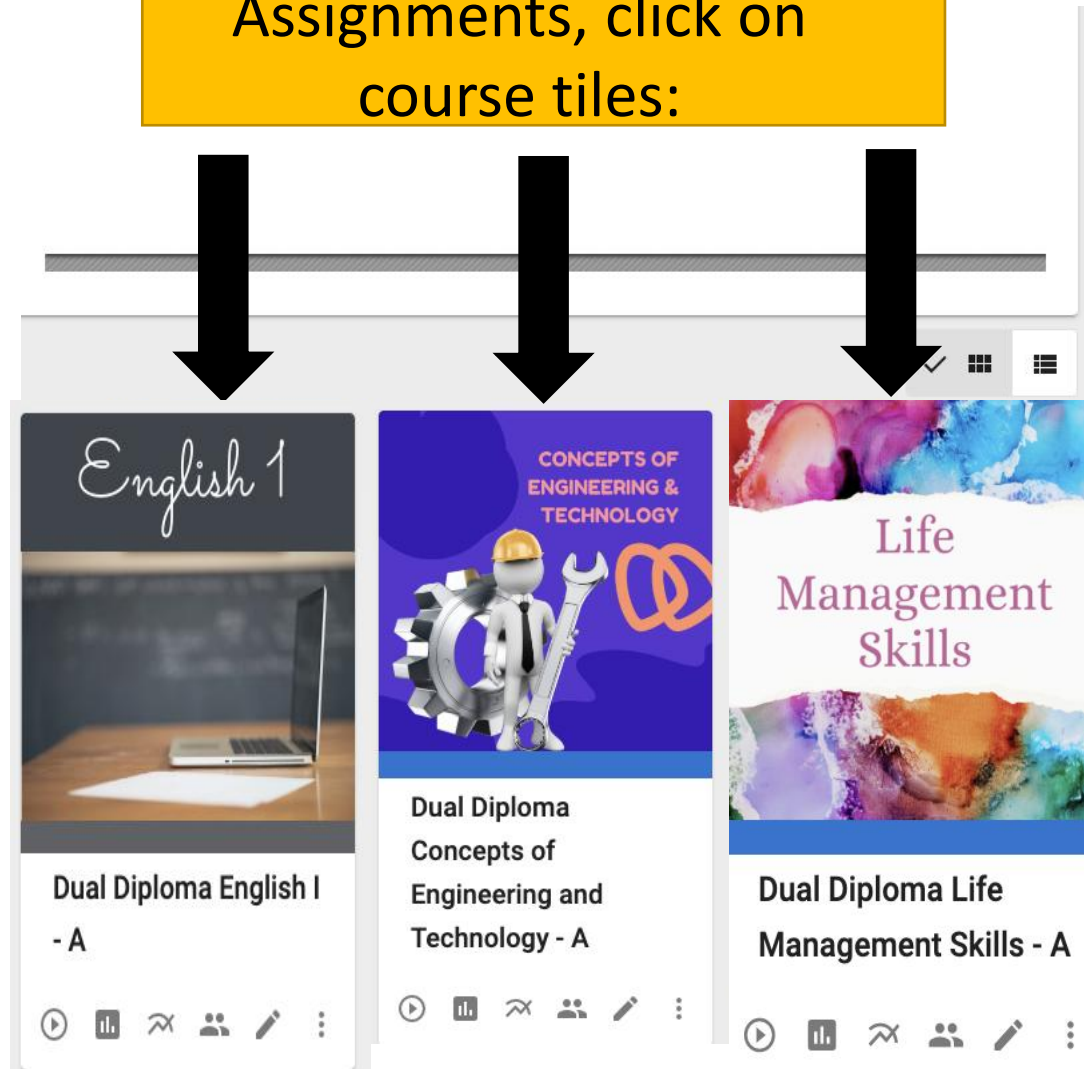 Assignments, click on
course tiles:
English 1
CONCEPTS OF
ENGINEERING &
TECHNOLOGY
Life
Management
Skills
Dual Diploma English I
- A
Dual Diploma
Concepts of
Engineering and
Technology - A
Dual Diploma Life
Management Skills - A